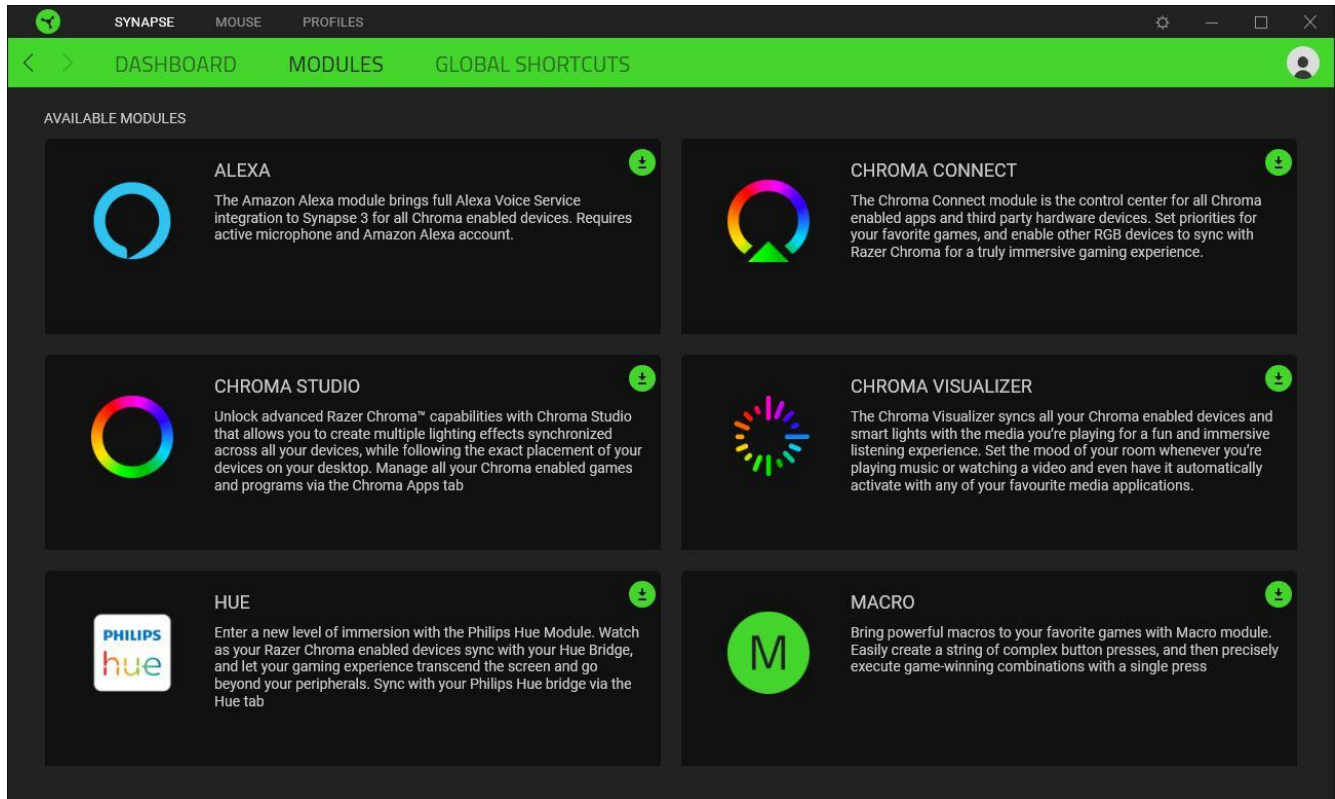 SYNAPSE MOUSE PROFILES
DASHBOARD MODULES GLOBAL SHORTCUTS
AVAILABLE MODULES
ALEXA
The Amazon Alexa module brings full Alexa Voice Service
integration to Synapse 3 for all Chroma enabled devices. Requires
active microphone and Amazon Alexa account.
CHROMA CONNECT
The Chroma Connect module is the control center for all Chroma
enabled apps and third party hardware devices. Set priorities for
your favorite games, and enable other RGB devices to sync with
Razer Chroma for a truly immersive gaming experience.
CHROMA STUDIO
Unlock advanced Razer Chroma™ capabilities with Chroma Studio
that allows you to create multiple lighting effects synchronized
across all your devices, while following the exact placement of your
devices on your desktop. Manage all your Chroma enabled games
and programs via the Chroma Apps tab
CHROMA VISUALIZER
The Chroma Visualizer syncs all your Chroma enabled devices and
smart lights with the media you're playing for a fun and immersive
listening experience. Set the mood of your room whenever you're
playing music or watching a video and even have it automatically
activate with any of your favourite media applications.
PHILIPS
hue
HUE
Enter a new level of immersion with the Philips Hue Module. Watch
as your Razer Chroma enabled devices sync with your Hue Bridge,
and let your gaming experience transcend the screen and go
beyond your peripherals. Sync with your Philips Hue bridge via the
Hue tab
M
MACRO
Bring powerful macros to your favorite games with Macro module.
Easily create a string of complex button presses, and then precisely
execute game-winning combinations with a single press